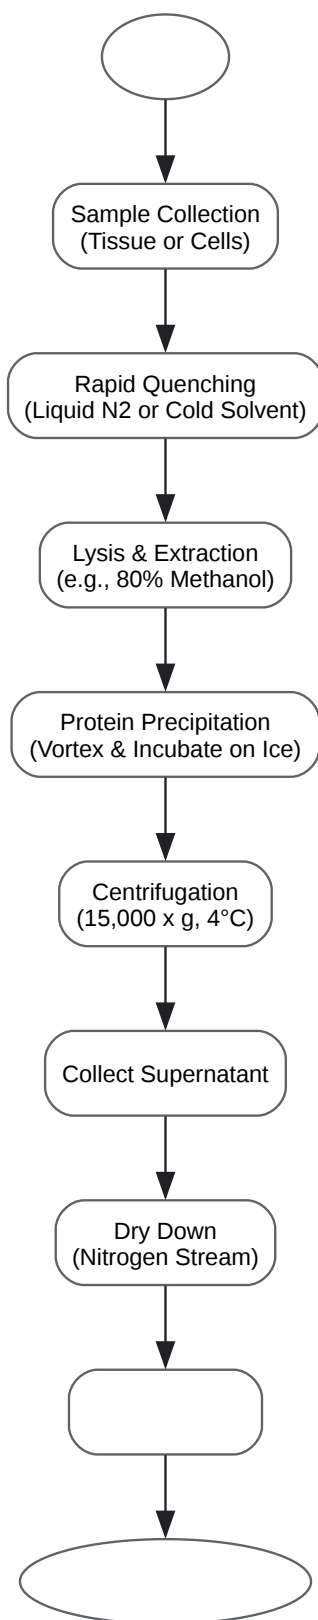 Sample Collection
(Tissue or Cells)
Rapid Quenching
(Liquid N2 or Cold Solvent)
Lysis & Extraction
(e.g., 80% Methanol)
Protein Precipitation
(Vortex & Incubate on Ice)
Centrifugation
(15,000 x g, 4°C)
Collect Supernatant
Dry Down
(Nitrogen Stream)